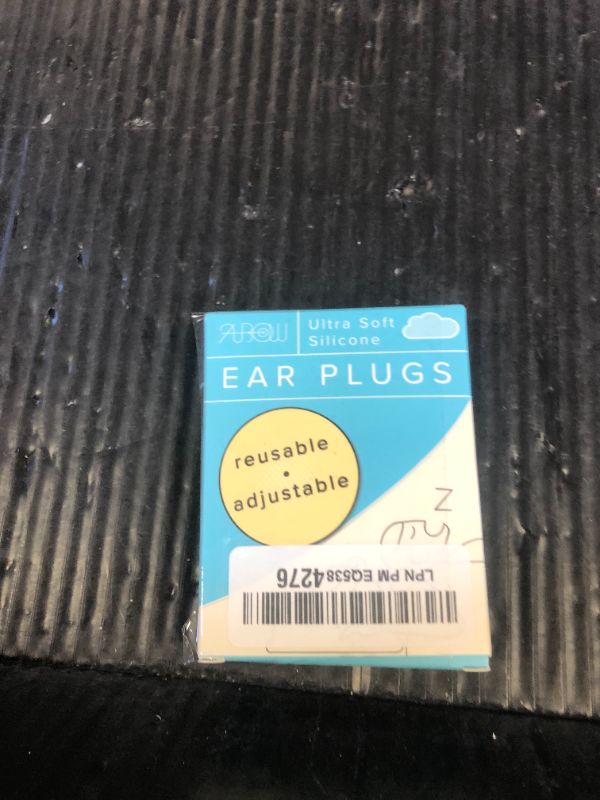 Ultra Soft
Silicone
EAR PLUGS
reusable
adjustable
Z
LPN PM EQ5384276